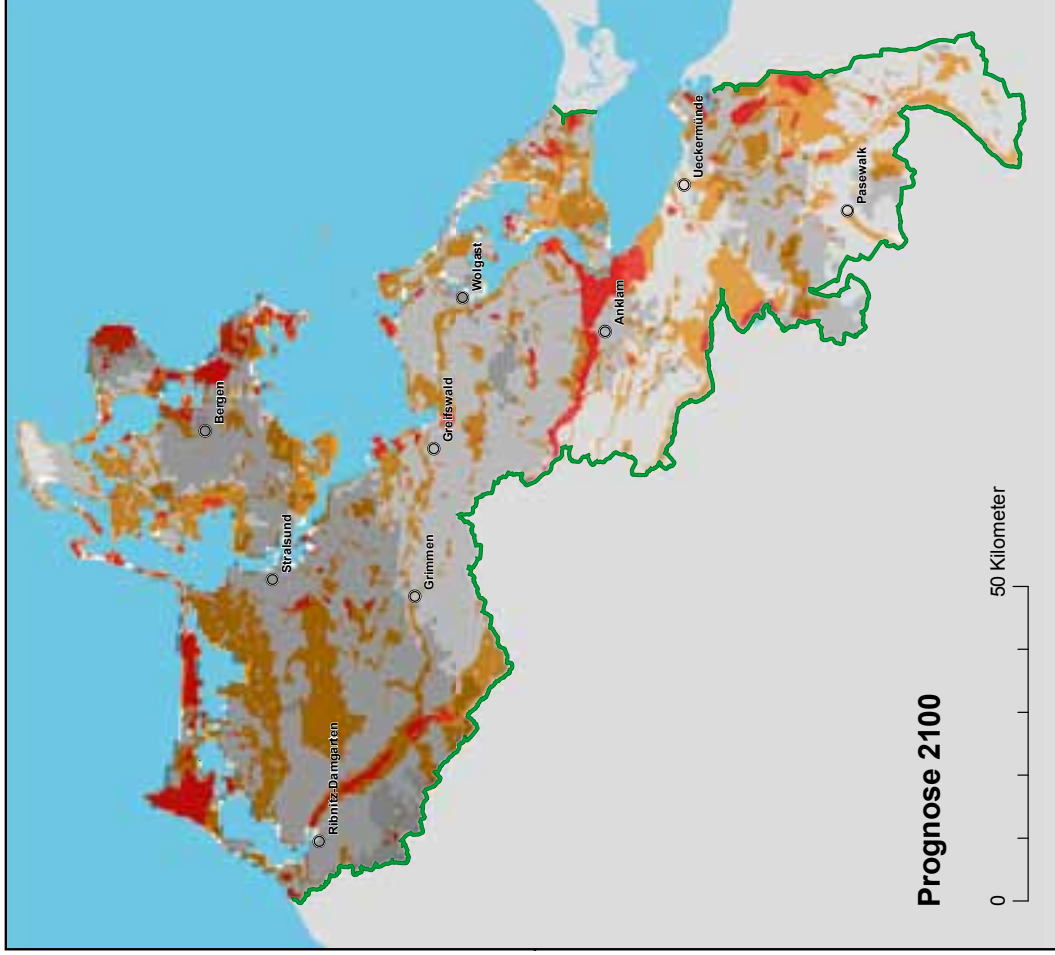 Bergen
Stralsund
Ribnitz-Damgarten
Grimmen
Greifswald
Wolgast
Anklam
Ueckermünde
Pasewalk
Prognose 2100
0
50 Kilometer